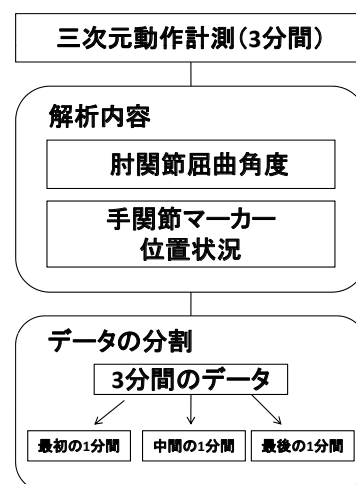 三次元動作計測(3分間)
解析内容
肘関節屈曲角度
手関節マーカー
位置状況
データの分割
3分間のデータ
最初の1分間
中間の1分間
最後の1分間